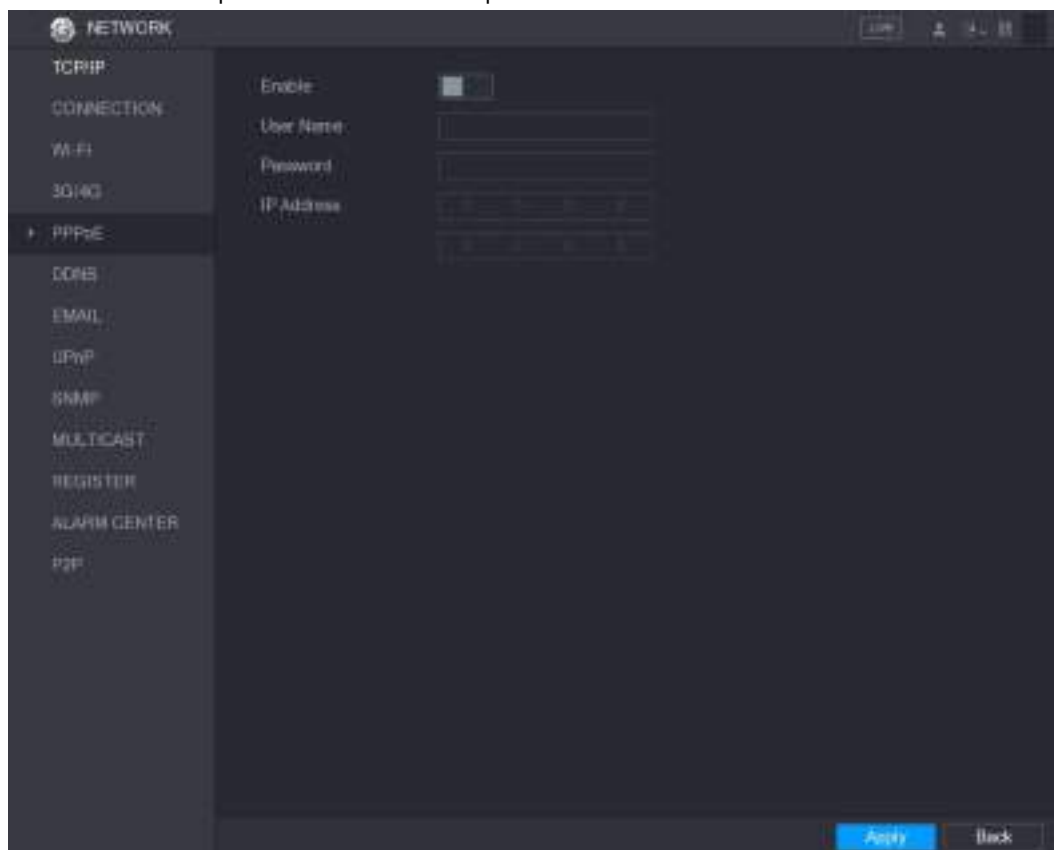 NETWORK
LIVE
TCP/IP
CONNECTION
WI-FI
3G/4G
PPPoE
DDNS
EMAIL
UPnP
SNMP
MULTICAST
REGISTER
ALARM CENTER
P2P
Enable
User Name
Password
IP Address
Apply
Back